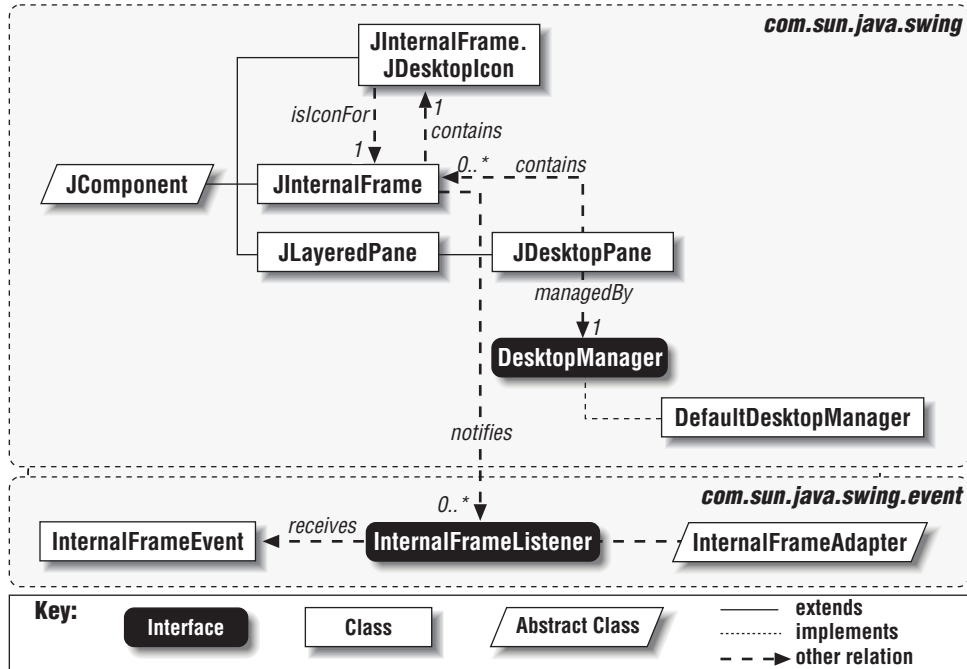 com.sun.java.swing
JInternalFrame.
JDesktopIcon
isIconFor
1
contains
1
0..*
contains
JComponent
JInternalFrame
JLayeredPane
JDesktopPane
managedBy
1
DesktopManager
DefaultDesktopManager
notifies
com.sun.java.swing.event
0..*
receives
InternalFrameEvent
InternalFrameListener
InternalFrameAdapter
Key:
Interface
Class
Abstract Class
extends
implements
other relation